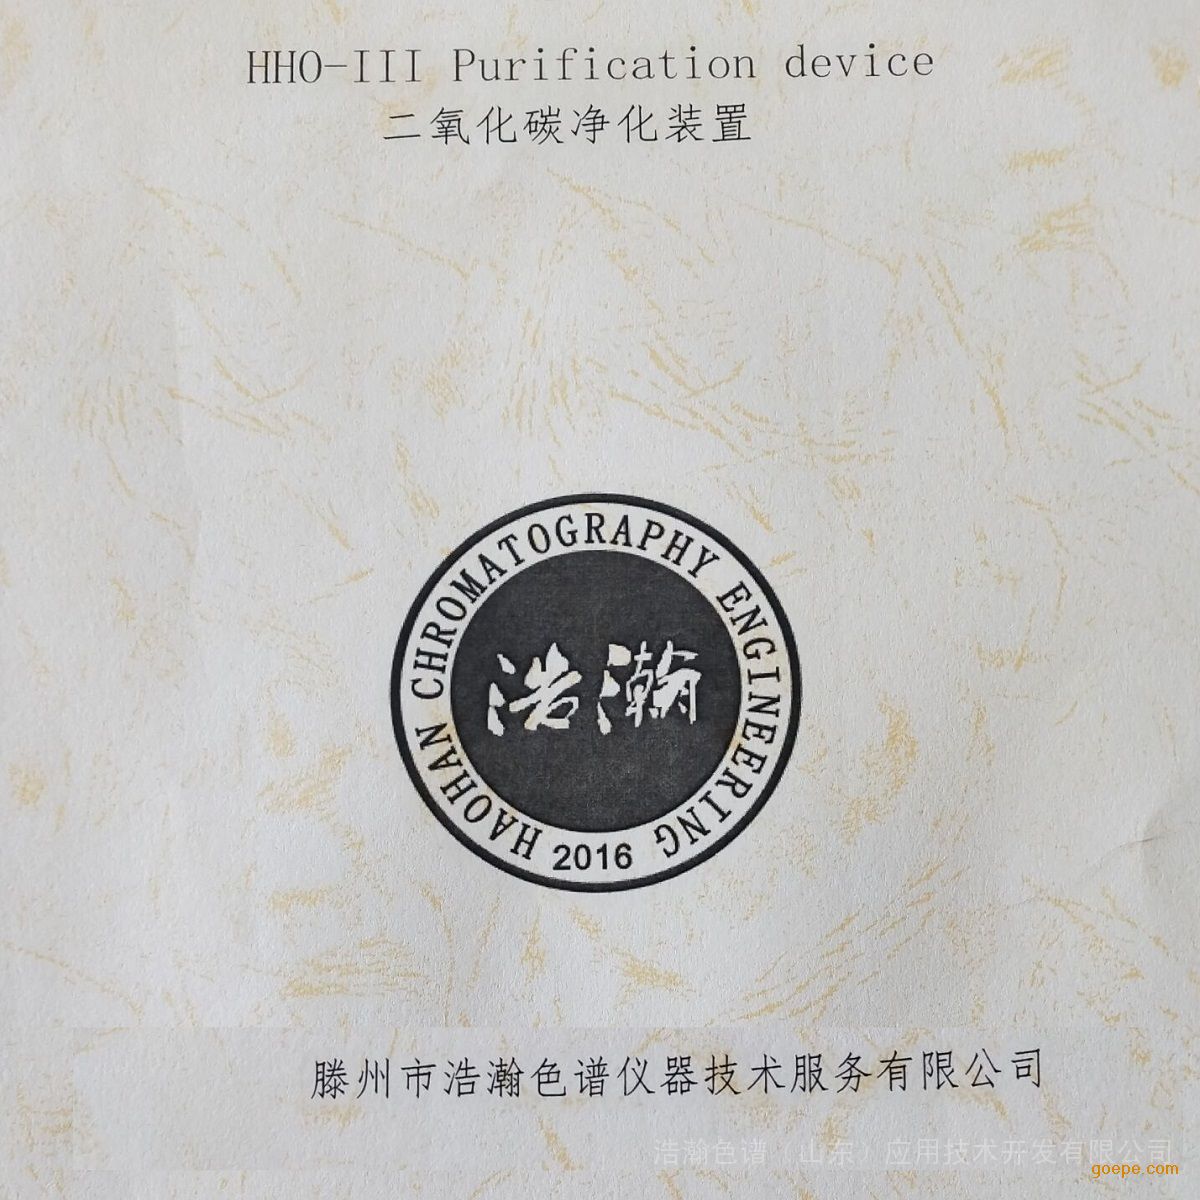 HHO-III Purification device
二氧化碳净化装置
HAOHAN CHROMATOGRAPHY ENGINEERING
浩瀚
2016
滕州市浩瀚色谱仪器技术服务有限公司
浩瀚色谱（山东）应用技术开发有限公司
goepe.com